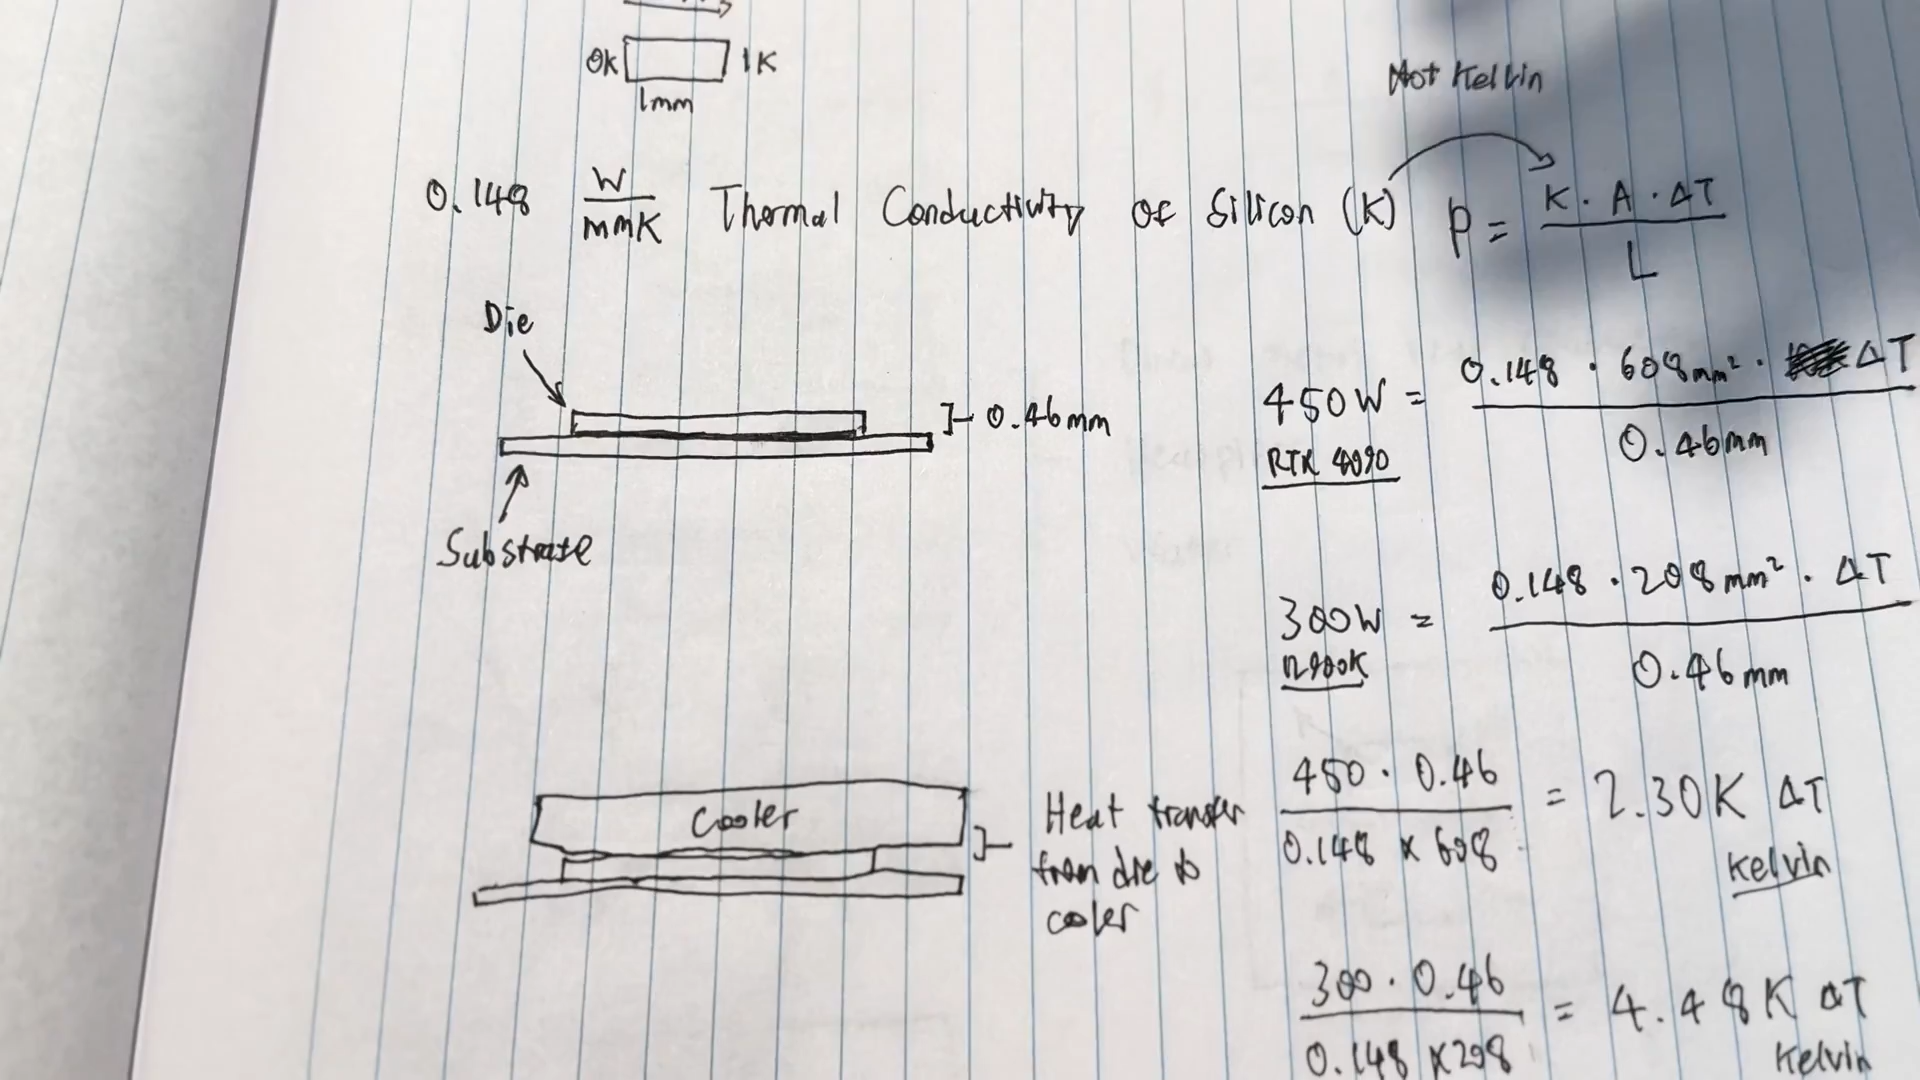 0k 1K
1mm
Not Kelvin
0.148 W/mmK Thermal Conductivity of Silicon (K)
P = K · A · ΔT / L
Die
0.46mm
Substrate
450W = 0.148 · 608mm² · ΔT / 0.46mm
RTX 4090
300W = 0.148 · 208mm² · ΔT / 0.46mm
12900K
Cooler
Heat transfer
from die to
cooler
450 · 0.46 / 0.148 x 608 = 2.30K ΔT
Kelvin
300 · 0.46 / 0.148 x 208 = 4.48K ΔT
Kelvin